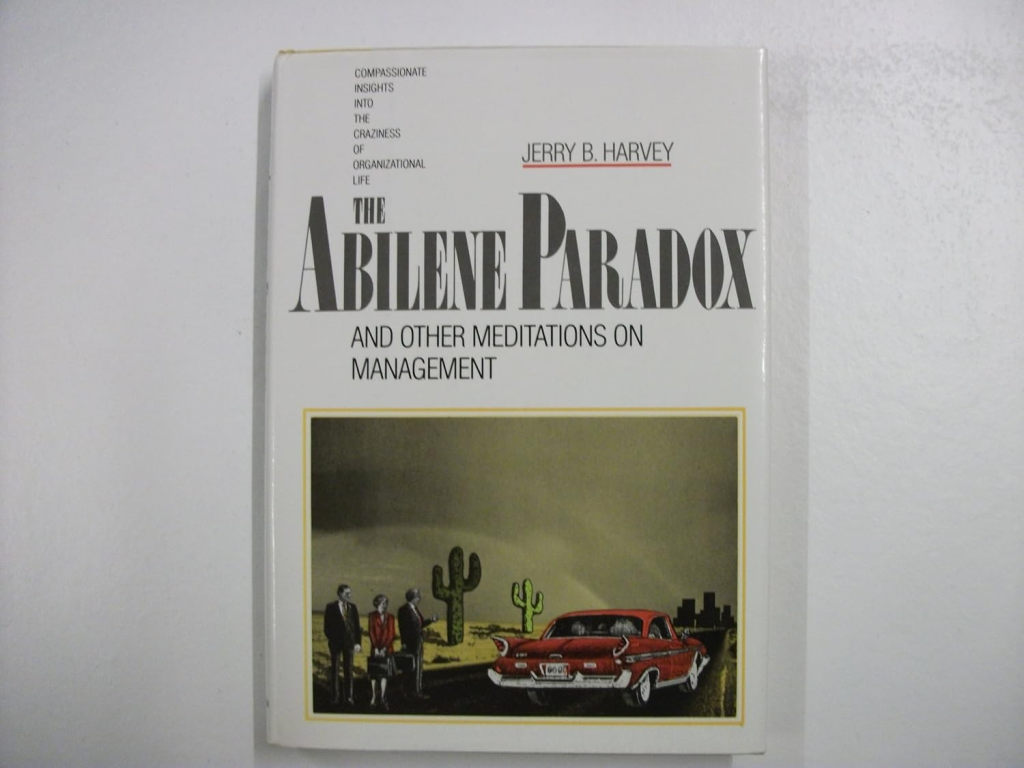 COMPASSIONATE
INSIGHTS
INTO
THE
CRAZINESS
OF
ORGANIZATIONAL
LIFE
JERRY B. HARVEY
THE
ABILENE PARADOX
AND OTHER MEDITATIONS ON
MANAGEMENT